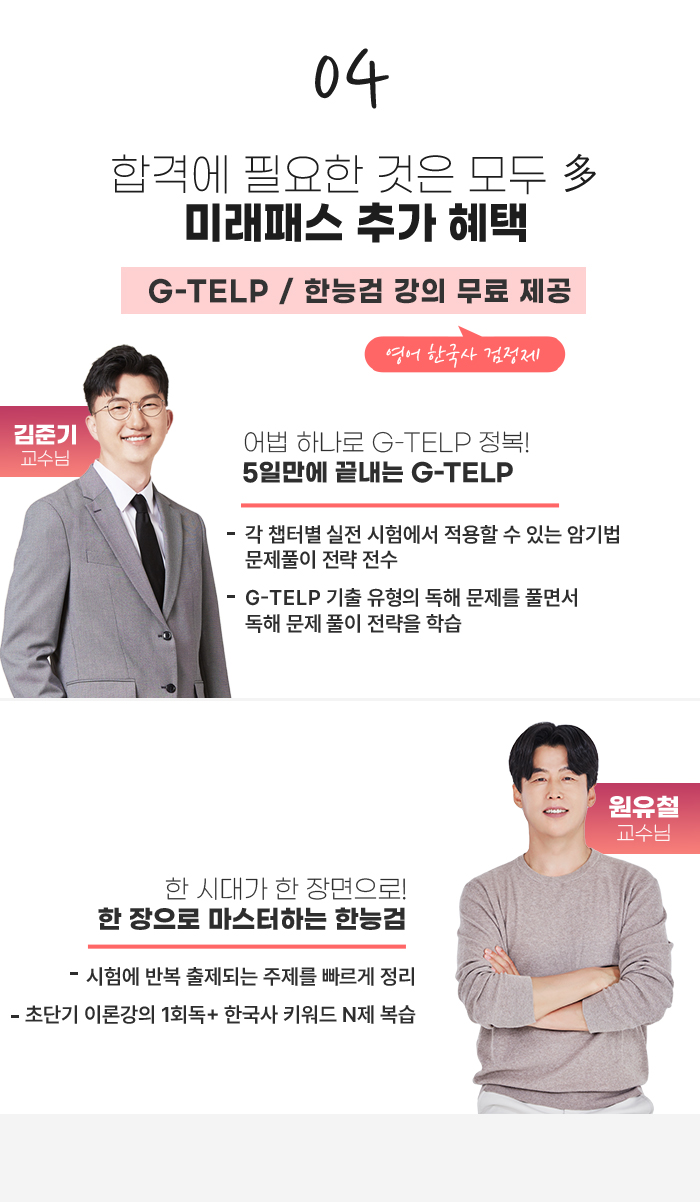 04
합격에 필요한 것은 모두 多
미래패스 추가 혜택
G-TELP / 한능검 강의 무료 제공
영어 한국사 검정제
김준기
교수님
어법 하나로 G-TELP 정복!
5일만에 끝내는 G-TELP
- 각 챕터별 실전 시험에서 적용할 수 있는 암기법
문제풀이 전략 전수
- G-TELP 기출 유형의 독해 문제를 풀면서
독해 문제 풀이 전략을 학습
원유철
교수님
한 시대가 한 장면으로!
한 장으로 마스터하는 한능검
- 시험에 반복 출제되는 주제를 빠르게 정리
- 초단기 이론강의 1회독+ 한국사 키워드 N제 복습